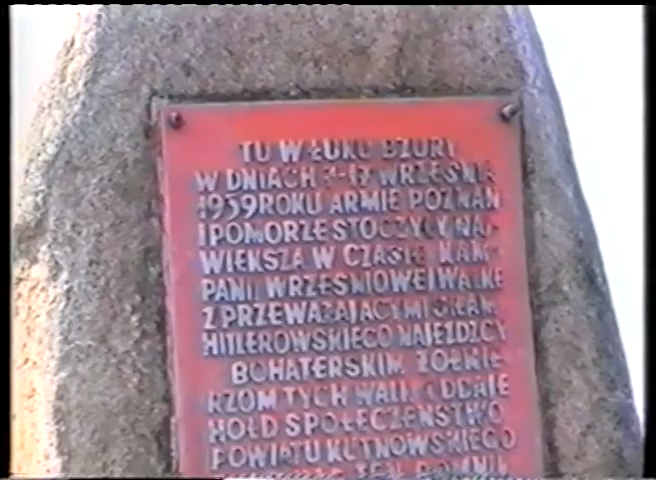 TU W ŁUKU BZURY
W DNIACH 9-17 WRZEŚNIA
1939 ROKU ARMIE POZNAŃ
I POMORZE STOCZYŁY NAJ-
WIĘKSZĄ W CZASIE KAM-
PANII WRZEŚNIOWEJ WALKĘ
Z PRZEWAŻAJĄCYMI SIŁAMI
HITLEROWSKIEGO NAJEŹDŹCY
BOHATERSKIM ŻOŁNIE-
RZOM TYCH WALK ODDAJE
HOŁD SPOŁECZEŃSTWO
POWIATU KUTNOWSKIEGO